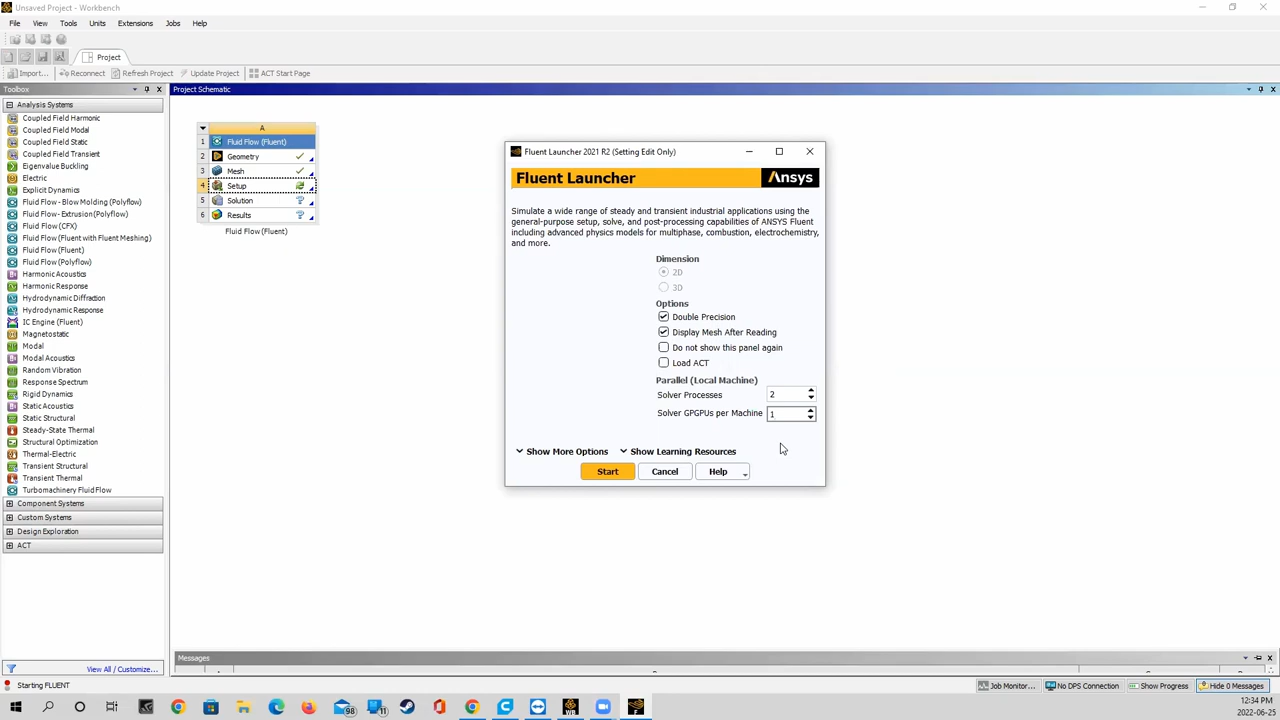 Unsaved Project - Workbench
File View Tools Units Extensions Jobs Help
Project
Import... Reconnect Refresh Project Update Project ACT Start Page
Toolbox
Project Schematic
Analysis Systems
Coupled Field Harmonic
Coupled Field Modal
Coupled Field Static
Coupled Field Transient
Eigenvalue Buckling
Electric
Explicit Dynamics
Fluid Flow - Blow Molding (Polyflow)
Fluid Flow- Extrusion (Polyflow)
Fluid Flow (CFX)
Fluid Flow (Fluent with Fluent Meshing)
Fluid Flow (Fluent)
Fluid Flow (Polyflow)
Harmonic Acoustics
Harmonic Response
Hydrodynamic Diffraction
Hydrodynamic Response
IC Engine (Fluent)
Magnetostatic
Modal
Modal Acoustics
Random Vibration
Response Spectrum
Rigid Dynamics
Static Acoustics
Static Structural
Steady-State Thermal
Structural Optimization
Thermal-Electric
Transient Structural
Transient Thermal
Turbomachinery Fluid Flow
Component Systems
Custom Systems
Design Exploration
ACT
View All / Customize...
A
1 Fluid Flow (Fluent)
2 Geometry
3 Mesh
4 Setup
5 Solution
6 Results
Fluid Flow (Fluent)
Fluent Launcher 2021 R2 (Setting Edit Only)
Fluent Launcher
Ansys
Simulate a wide range of steady and transient industrial applications using the
general-purpose setup, solve, and post-processing capabilities of ANSYS Fluent
including advanced physics models for multiphase, combustion, electrochemistry,
and more.
Dimension
2D
3D
Options
Double Precision
Display Mesh After Reading
Do not show this panel again
Load ACT
Parallel (Local Machine)
Solver Processes 2
Solver GPGPUs per Machine 1
Show More Options Show Learning Resources
Start Cancel Help
Messages
Starting FLUENT
Job Monitor... No DPS Connection Show Progress Hide 0 Messages
98
11
12:34 PM
2022-06-25